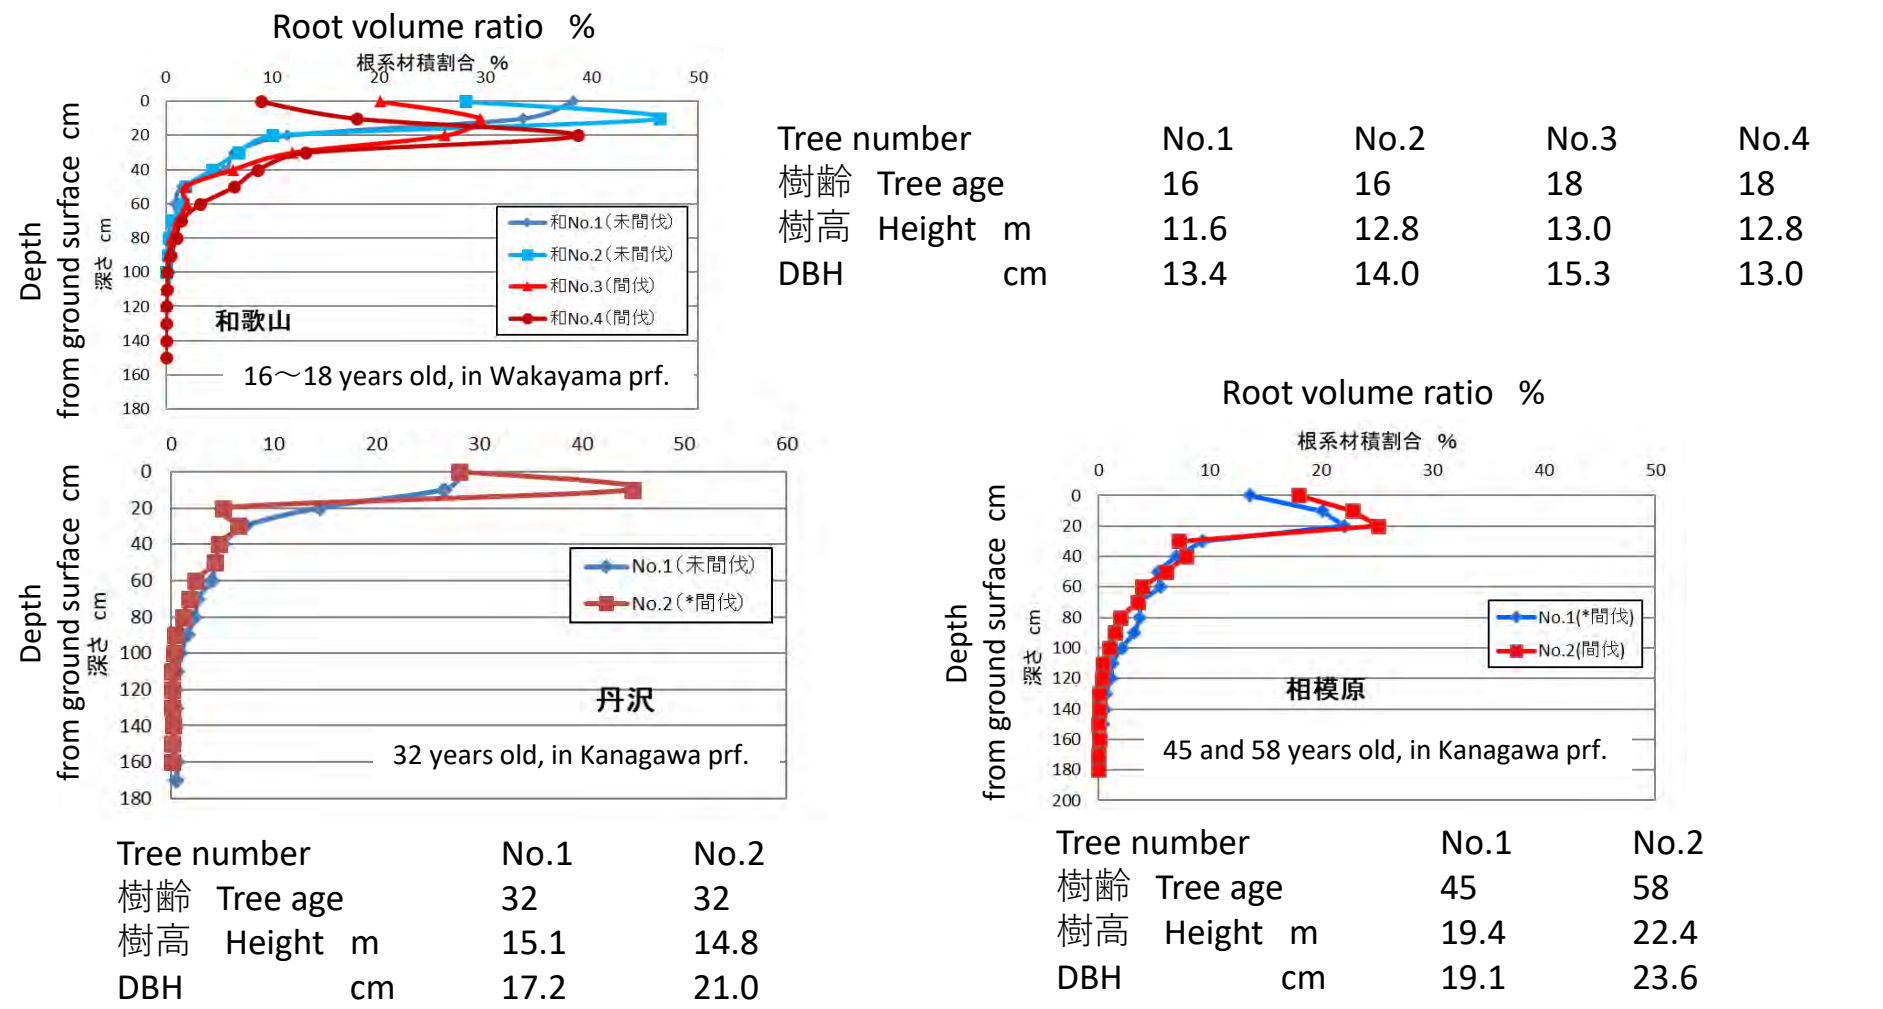 Root volume ratio %
根系材積割合 %
0 10 20 30 40 50
0
20
40
60
80
100
120
140
160
180
Depth
from ground surface cm
深さ cm
和No.1(未間伐)
和No.2(未間伐)
和No.3(間伐)
和No.4(間伐)
和歌山
16~18 years old, in Wakayama prf.
Tree number No.1 No.2 No.3 No.4
樹齢 Tree age 16 16 18 18
樹高 Height m 11.6 12.8 13.0 12.8
DBH cm 13.4 14.0 15.3 13.0
0 10 20 30 40 50 60
0
20
40
60
80
100
120
140
160
180
Depth
from ground surface cm
深さ cm
No.1(未間伐)
No.2(*間伐)
丹沢
32 years old, in Kanagawa prf.
Tree number No.1 No.2
樹齢 Tree age 32 32
樹高 Height m 15.1 14.8
DBH cm 17.2 21.0
Root volume ratio %
根系材積割合 %
0 10 20 30 40 50
0
20
40
60
80
100
120
140
160
180
200
Depth
from ground surface cm
深さ cm
No.1(*間伐)
No.2(間伐)
相模原
45 and 58 years old, in Kanagawa prf.
Tree number No.1 No.2
樹齢 Tree age 45 58
樹高 Height m 19.4 22.4
DBH cm 19.1 23.6